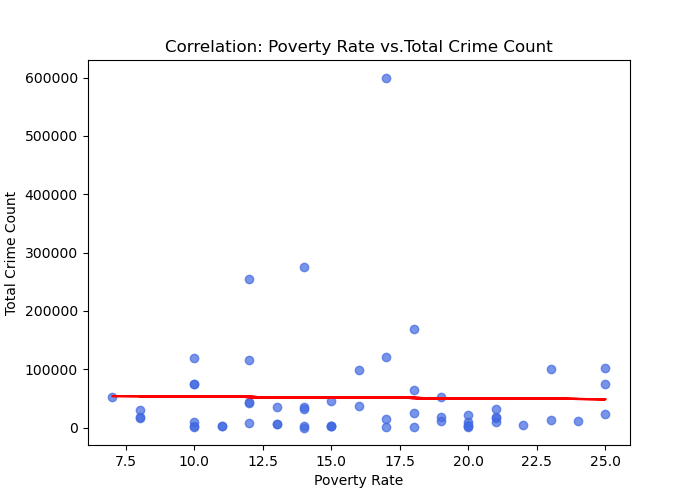 Correlation: Poverty Rate vs.Total Crime Count
600000
500000
400000
300000
200000
100000
0
Total Crime Count
7.5 10.0 12.5 15.0 17.5 20.0 22.5 25.0
Poverty Rate